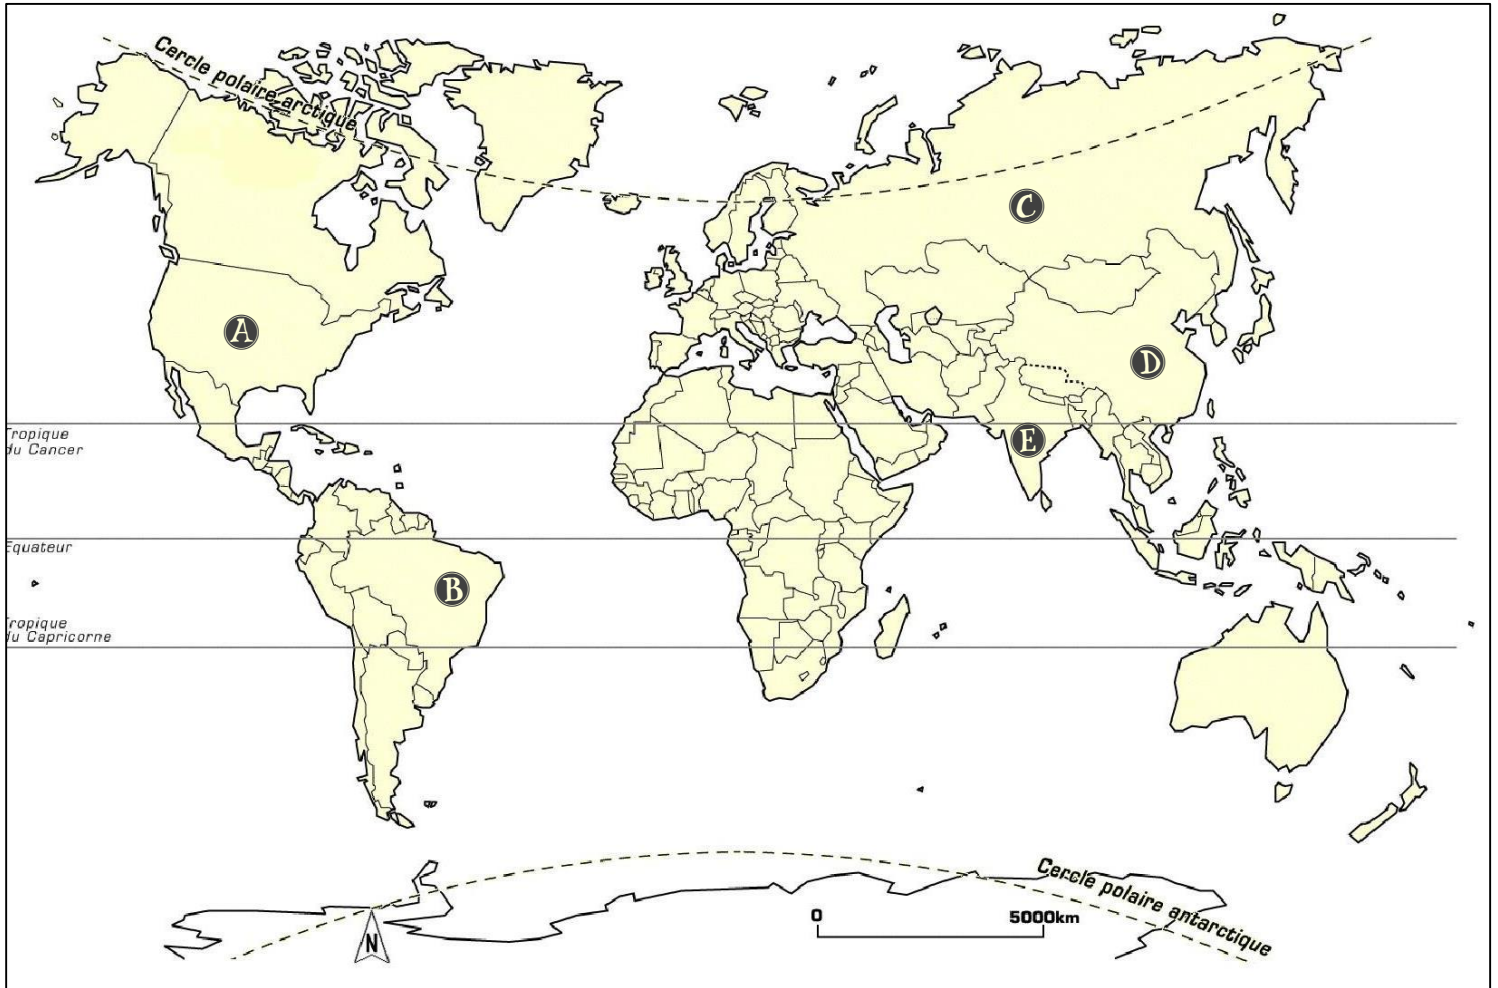 Cercle polaire arctique
C
A
D
Tropique
du Cancer
E
Equateur
B
Tropique
du Capricorne
Cercle polaire antarctique
0 5000km
N